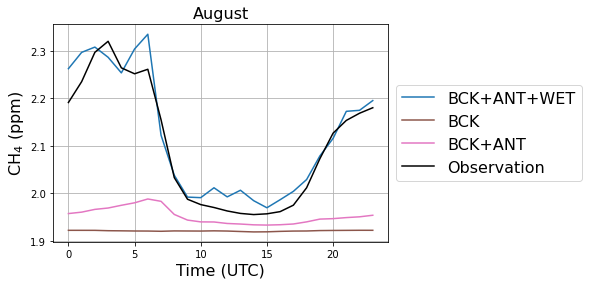 August
CH₄ (ppm)
2.3
2.2
2.1
2.0
1.9
0 5 10 15 20
Time (UTC)
BCK+ANT+WET
BCK
BCK+ANT
Observation